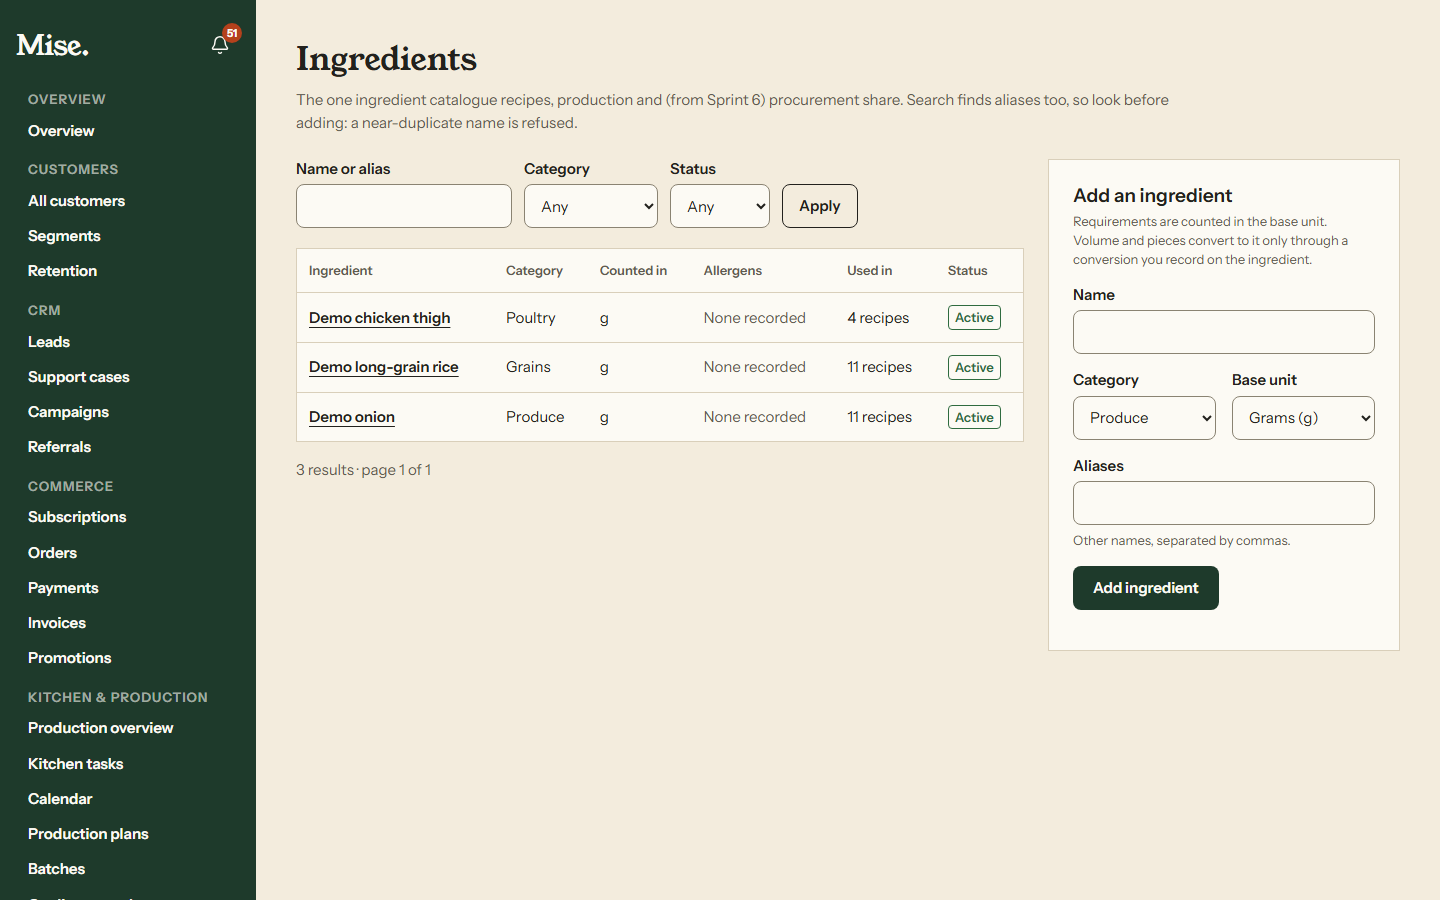 Mise.
51
OVERVIEW
Overview
CUSTOMERS
All customers
Segments
Retention
CRM
Leads
Support cases
Campaigns
Referrals
COMMERCE
Subscriptions
Orders
Payments
Invoices
Promotions
KITCHEN & PRODUCTION
Production overview
Kitchen tasks
Calendar
Production plans
Batches
Ingredients
The one ingredient catalogue recipes, production and (from Sprint 6) procurement share. Search finds aliases too, so look before
adding: a near-duplicate name is refused.
Name or alias Category Status
Any Any Apply
Ingredient Category Counted in Allergens Used in Status
Demo chicken thigh Poultry g None recorded 4 recipes Active
Demo long-grain rice Grains g None recorded 11 recipes Active
Demo onion Produce g None recorded 11 recipes Active
3 results · page 1 of 1
Add an ingredient
Requirements are counted in the base unit.
Volume and pieces convert to it only through a
conversion you record on the ingredient.
Name
Category Base unit
Produce Grams (g)
Aliases
Other names, separated by commas.
Add ingredient